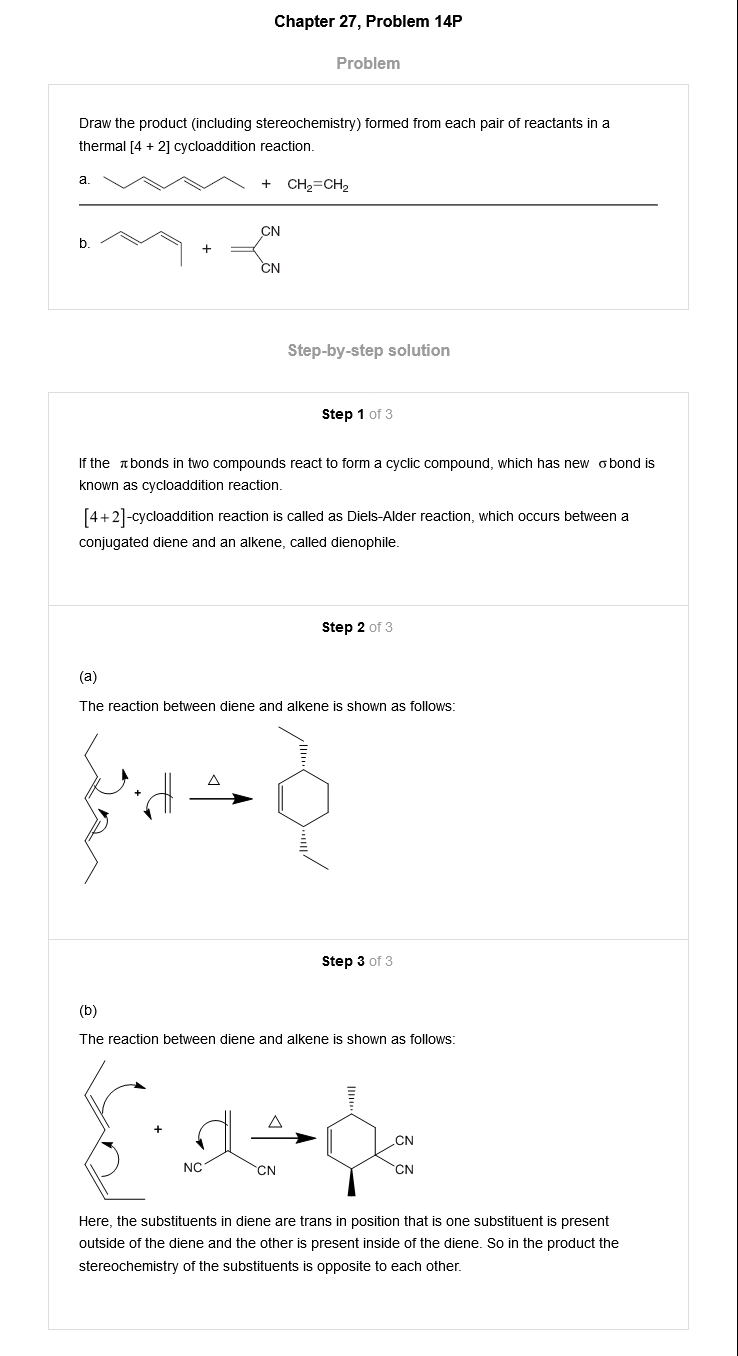 Chapter 27, Problem 14P
Problem
Draw the product (including stereochemistry) formed from each pair of reactants in a
thermal [4 + 2] cycloaddition reaction.
a. + CH₂=CH₂
b. + CN
CN
Step-by-step solution
Step 1 of 3
If the π bonds in two compounds react to form a cyclic compound, which has new σ bond is
known as cycloaddition reaction.
[4+2]-cycloaddition reaction is called as Diels-Alder reaction, which occurs between a
conjugated diene and an alkene, called dienophile.
Step 2 of 3
(a)
The reaction between diene and alkene is shown as follows:
+ Δ
Step 3 of 3
(b)
The reaction between diene and alkene is shown as follows:
+ Δ
CN
NC CN CN
Here, the substituents in diene are trans in position that is one substituent is present
outside of the diene and the other is present inside of the diene. So in the product the
stereochemistry of the substituents is opposite to each other.